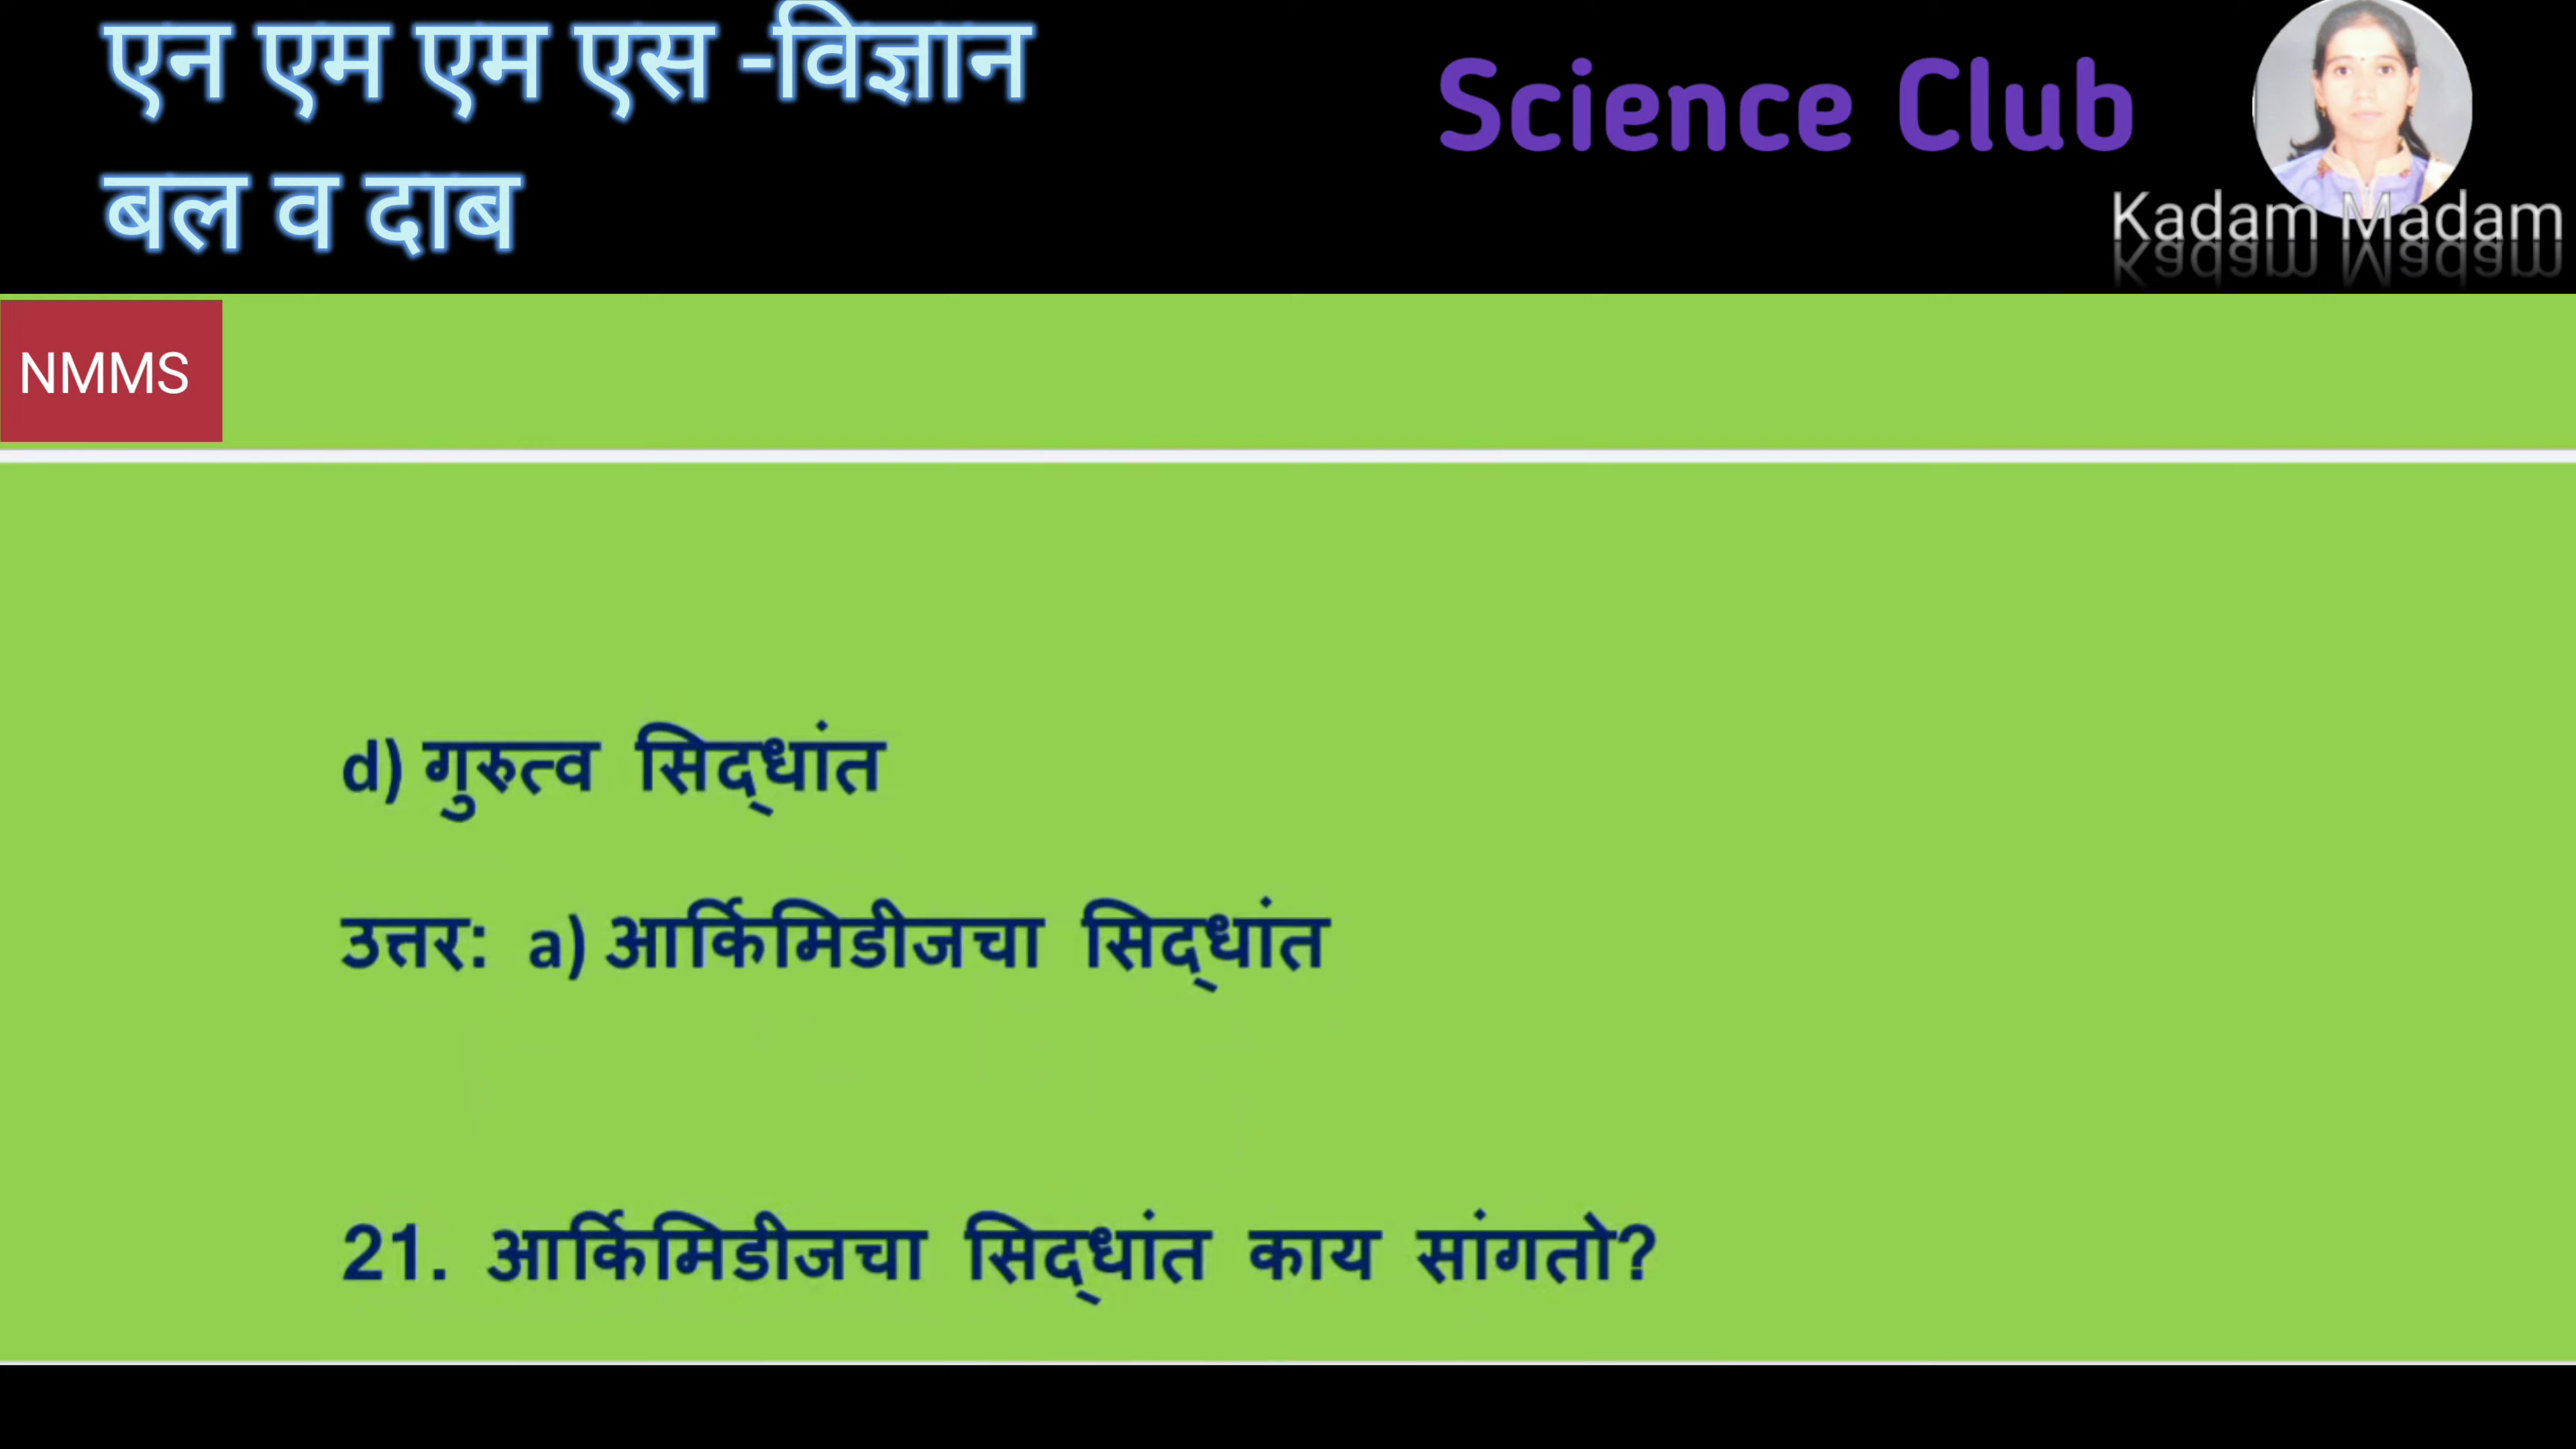 एन एम एम एस -विज्ञान
बल व दाब
Science Club
Kadam Madam
NMMS
d) गुरुत्व सिद्‌धांत
उत्तर: a) आर्किमिडीजचा सिद्‌धांत
21. आर्किमिडीजचा सिद्‌धांत काय सांगतो?